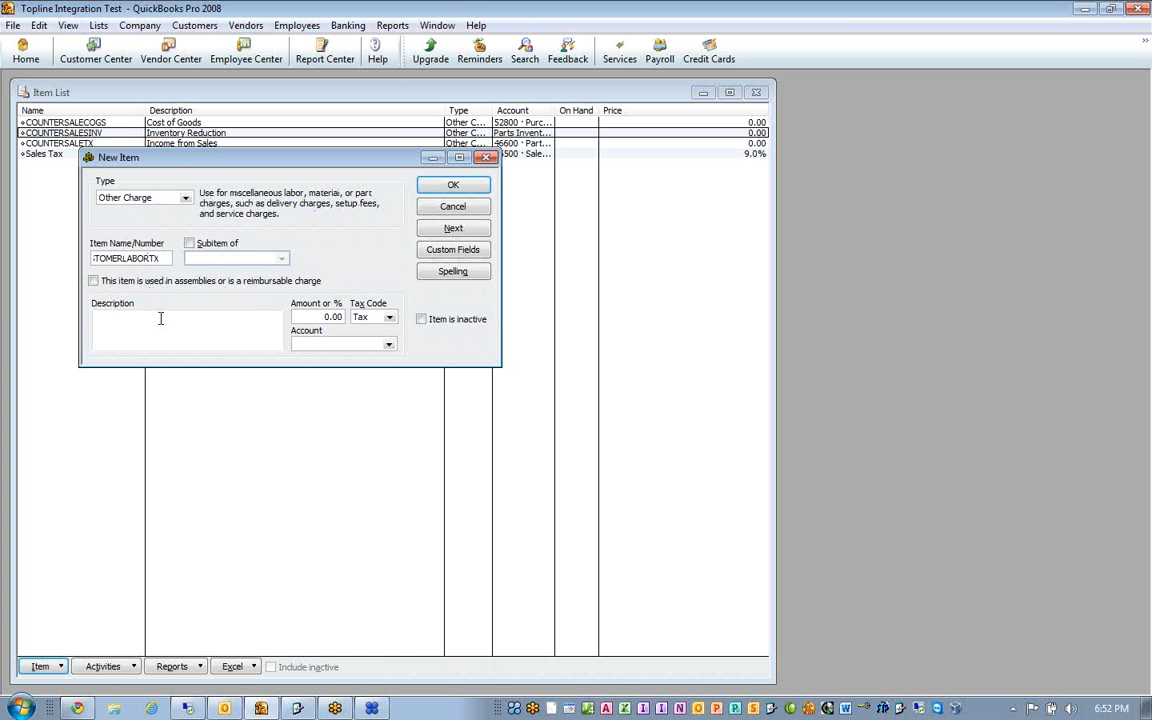 Topline Integration Test - QuickBooks Pro 2008
File Edit View Lists Company Customers Vendors Employees Banking Reports Window Help
Home Customer Center Vendor Center Employee Center Report Center Help Upgrade Reminders Search Feedback Services Payroll Credit Cards
Item List
Name Description Type Account On Hand Price
COUNTERSALECOGS Cost of Goods Other C... 52800 · Purc... 0.00
COUNTERSALESINV Inventory Reduction Other C... Parts Invent... 0.00
COUNTERSALETX Income from Sales Other C... 46600 · Part... 0.00
Sales Tax 9.0%
New Item
Type
Other Charge
Use for miscellaneous labor, material, or part
charges, such as delivery charges, setup fees,
and service charges.
OK
Cancel
Next
Custom Fields
Spelling
Item Name/Number Subitem of
TOMERLABORTX
This item is used in assemblies or is a reimbursable charge
Description Amount or % Tax Code
0.00 Tax
Item is inactive
Account
Item Activities Reports Excel Include inactive
6:52 PM